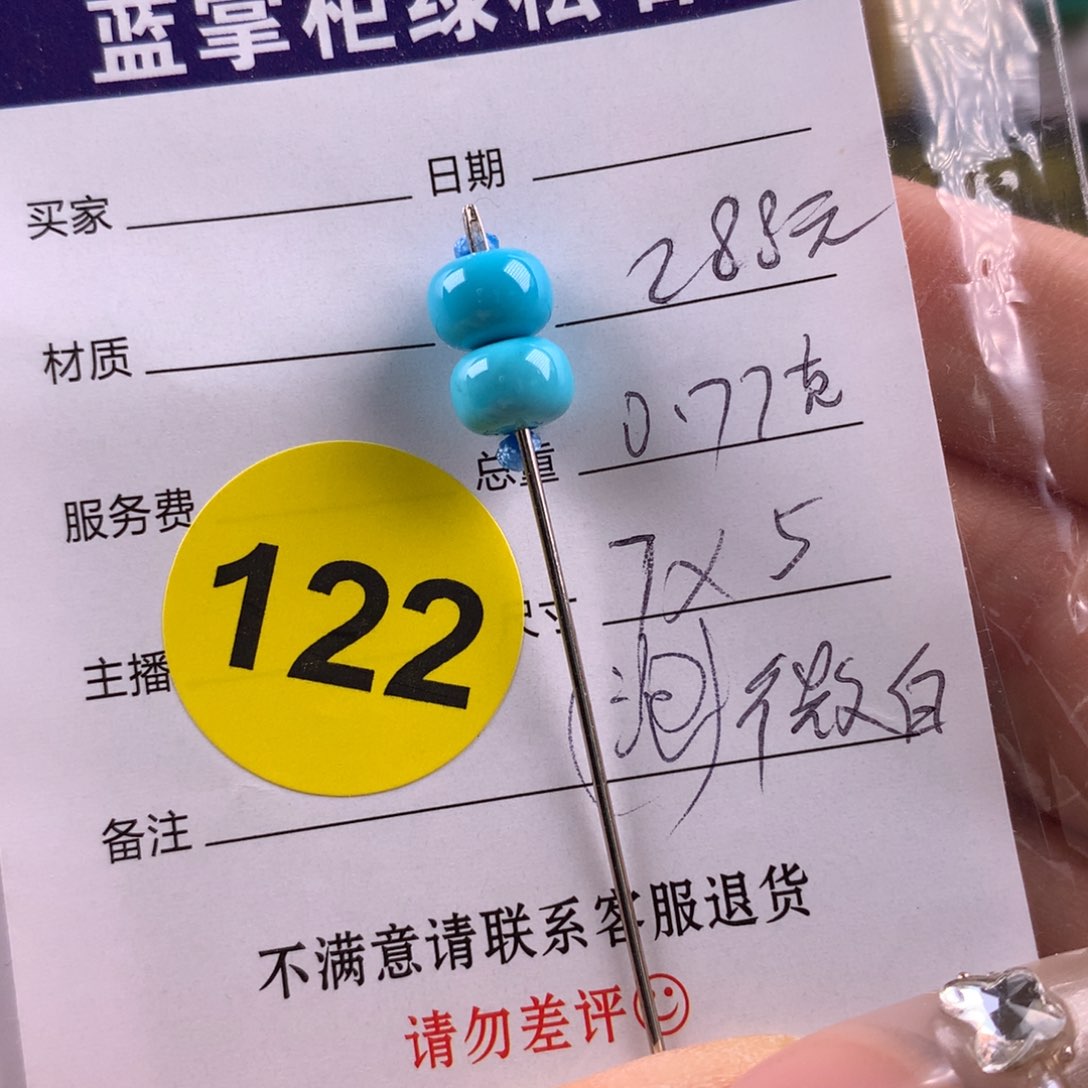 蓝掌柜绿松石
买家 日期
288元
材质
0.77克
服务费 总重
122
7X5
主播 尺寸
(泡)微白
备注
不满意请联系客服退货
请勿差评